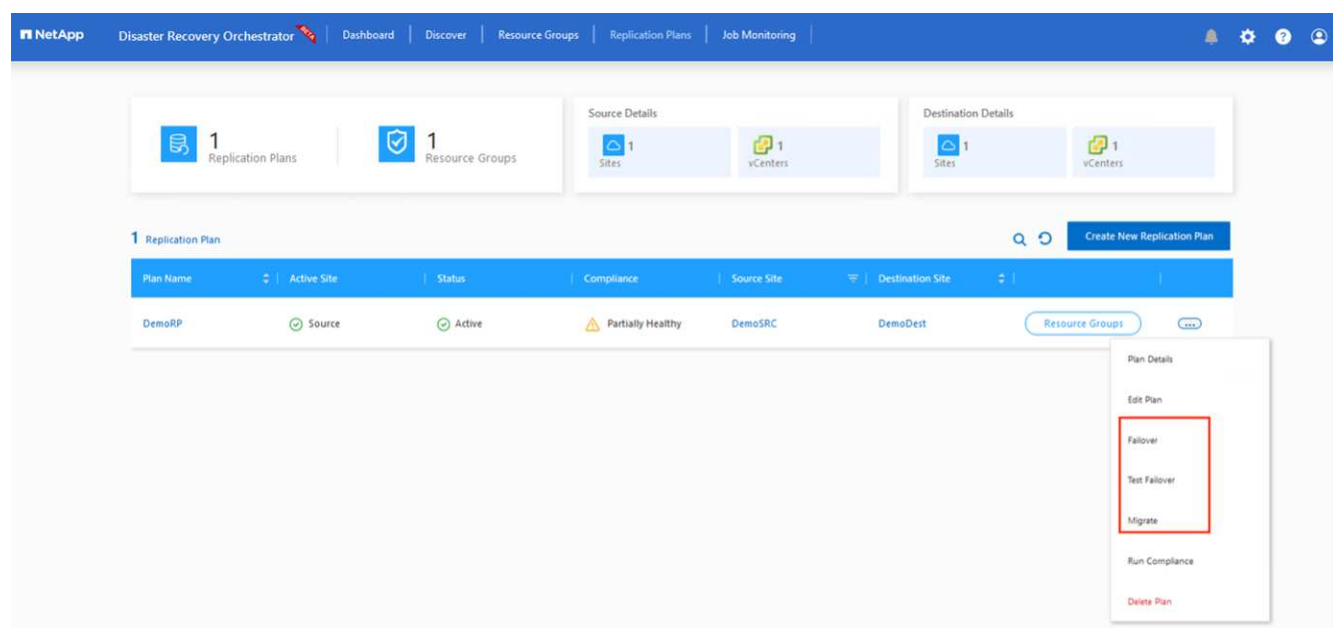 NetApp
Disaster Recovery Orchestrator
Dashboard
Discover
Resource Groups
Replication Plans
Job Monitoring
1
Replication Plans
1
Resource Groups
Source Details
1
Sites
1
vCenters
Destination Details
1
Sites
1
vCenters
1 Replication Plan
Create New Replication Plan
Plan Name
Active Site
Status
Compliance
Source Site
Destination Site
DemoRP
Source
Active
Partially Healthy
DemoSRC
DemoDest
Resource Groups
...
Plan Details
Edit Plan
Failover
Test Failover
Migrate
Run Compliance
Delete Plan